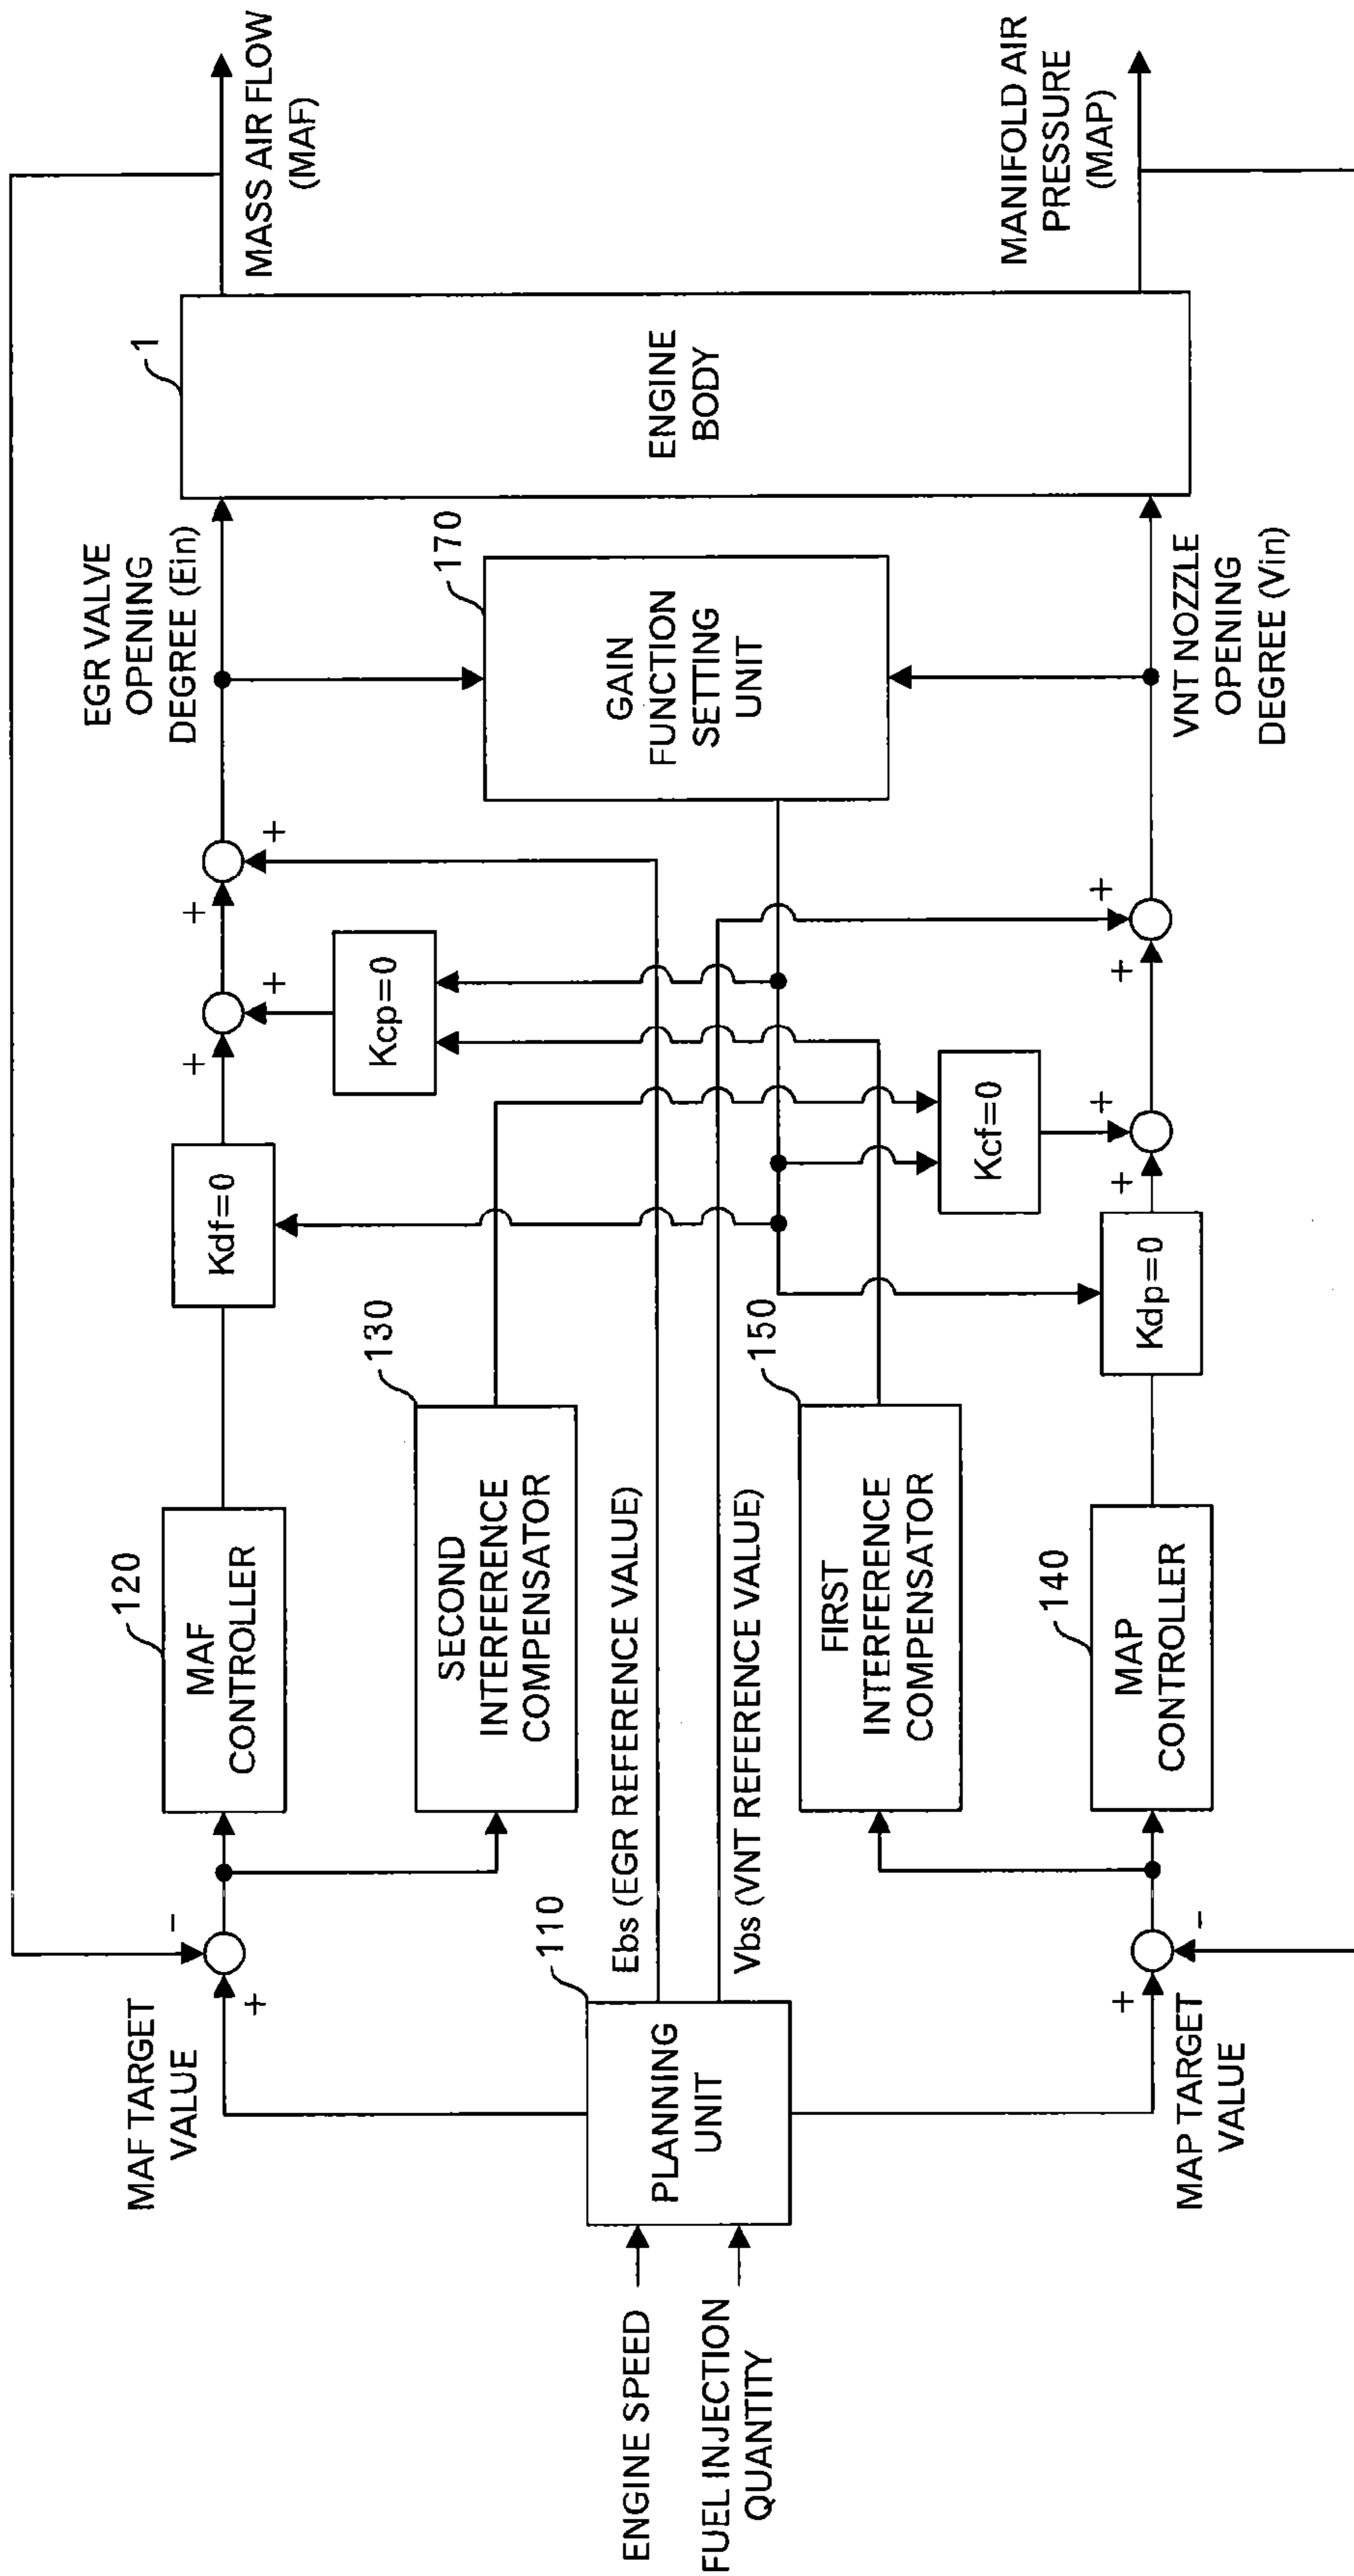 MASS AIR FLOW
(MAF)
MANIFOLD AIR
PRESSURE
(MAP)
1
ENGINE
BODY
EGR VALVE
OPENING
DEGREE (Ein)
170
GAIN
FUNCTION
SETTING
UNIT
VNT NOZZLE
OPENING
DEGREE (Vin)
+
+
+
+
Kcp=0
+
+
+
+
Kdf=0
Kcf=0
Kdp=0
130
SECOND
INTERFERENCE
COMPENSATOR
150
FIRST
INTERFERENCE
COMPENSATOR
120
MAF
CONTROLLER
140
MAP
CONTROLLER
Ebs (EGR REFERENCE VALUE)
Vbs (VNT REFERENCE VALUE)
110
PLANNING
UNIT
-
+
MAF TARGET
VALUE
-
+
MAP TARGET
VALUE
ENGINE SPEED
FUEL INJECTION
QUANTITY